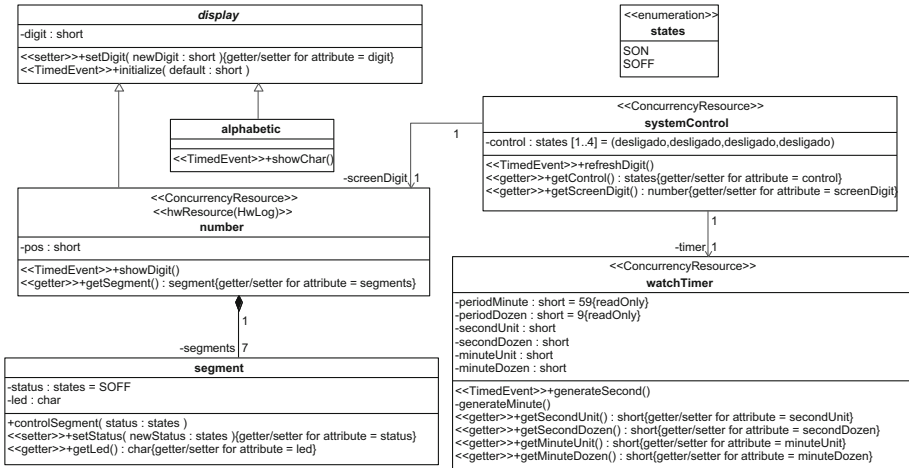 display
-digit : short
<<setter>>+setDigit( newDigit : short ){getter/setter for attribute = digit}
<<TimedEvent>>+initialize( default : short )
<<enumeration>>
states
SON
SOFF
alphabetic
<<TimedEvent>>+showChar()
<<ConcurrencyResource>>
systemControl
-control : states [1..4] = (desligado,desligado,desligado,desligado)
<<TimedEvent>>+refreshDigit()
<<getter>>+getControl() : states{getter/setter for attribute = control}
<<getter>>+getScreenDigit() : number{getter/setter for attribute = screenDigit}
1
-screenDigit 1
<<ConcurrencyResource>>
<<hwResource(HwLog)>>
number
-pos : short
<<TimedEvent>>+showDigit()
<<getter>>+getSegment() : segment{getter/setter for attribute = segments}
1
-segments 7
segment
-status : states = SOFF
-led : char
+controlSegment( status : states )
<<setter>>+setStatus( newStatus : states ){getter/setter for attribute = status}
<<getter>>+getLed() : char{getter/setter for attribute = led}
1
-timer 1
<<ConcurrencyResource>>
watchTimer
-periodMinute : short = 59{readOnly}
-periodDozen : short = 9{readOnly}
-secondUnit : short
-secondDozen : short
-minuteUnit : short
-minuteDozen : short
<<TimedEvent>>+generateSecond()
-generateMinute()
<<getter>>+getSecondUnit() : short{getter/setter for attribute = secondUnit}
<<getter>>+getSecondDozen() : short{getter/setter for attribute = secondDozen}
<<getter>>+getMinuteUnit() : short{getter/setter for attribute = minuteUnit}
<<getter>>+getMinuteDozen() : short{getter/setter for attribute = minuteDozen}